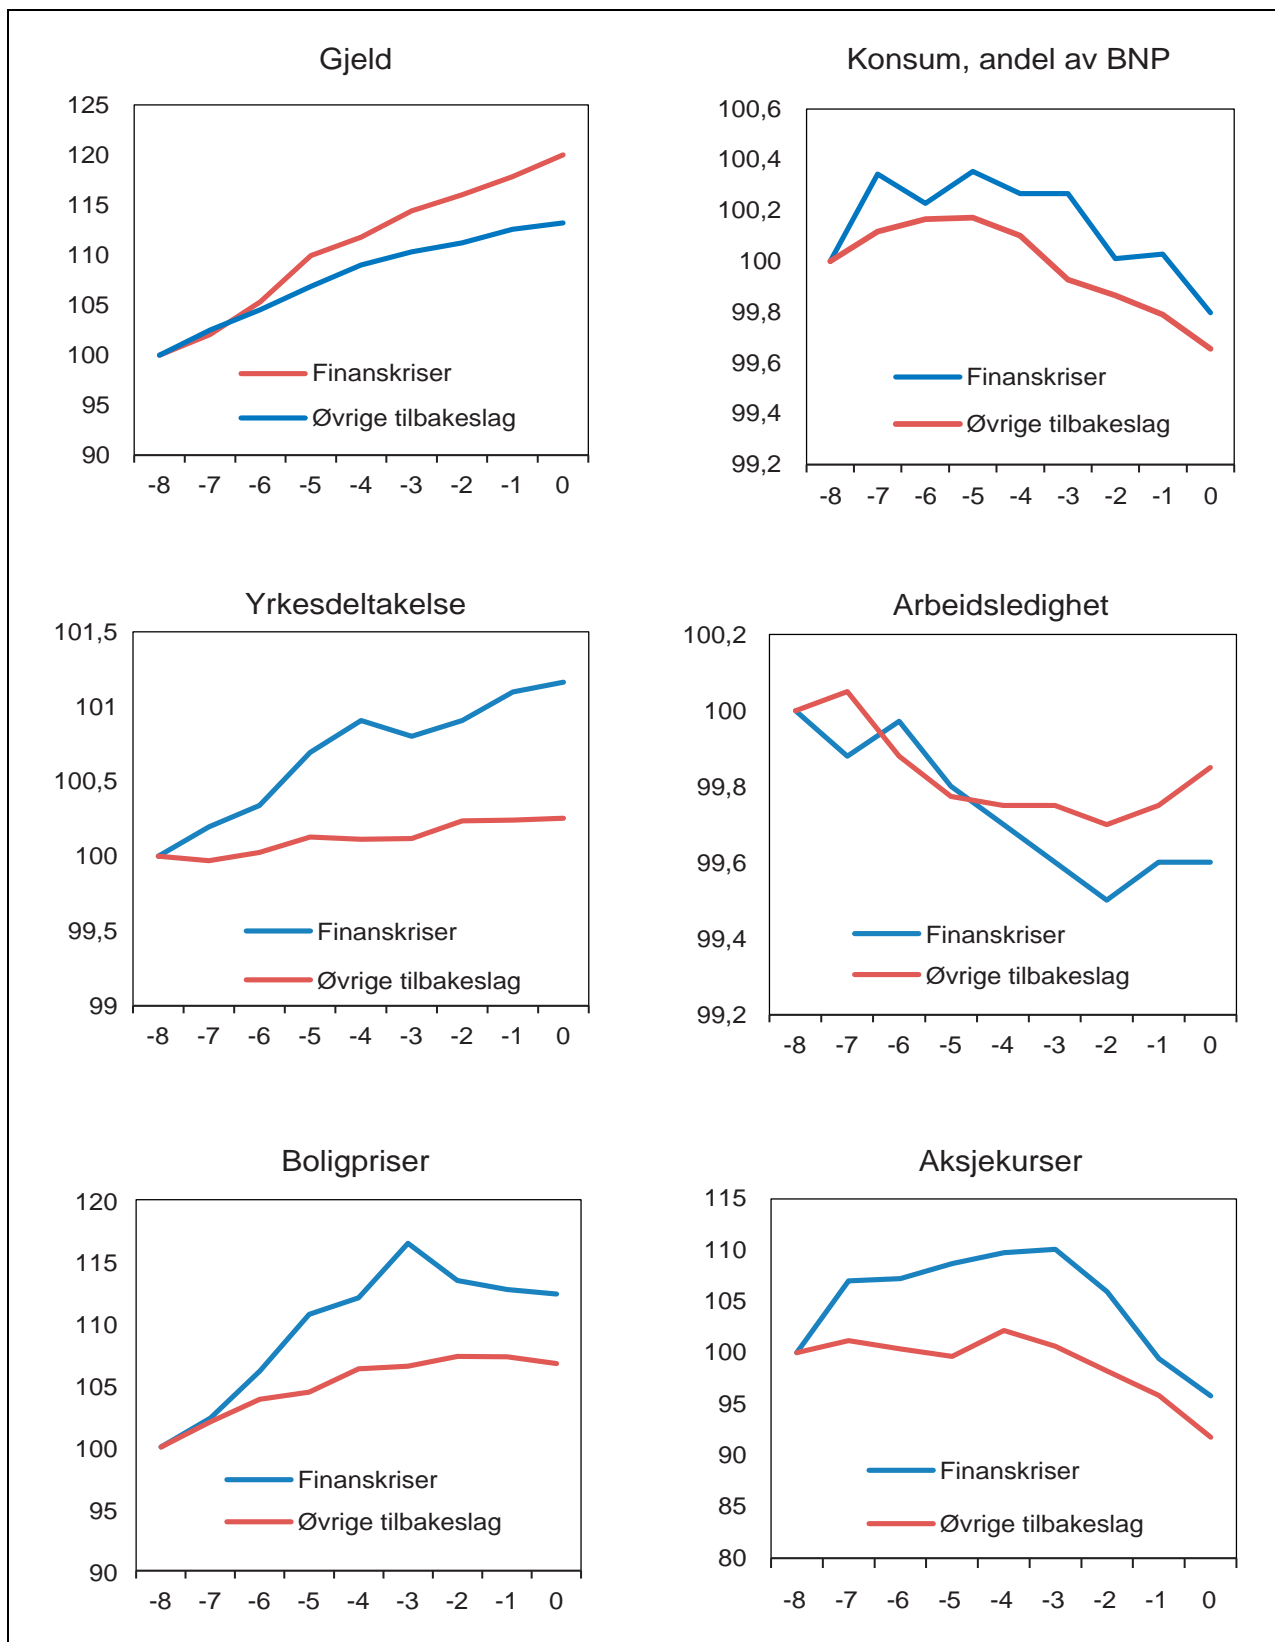 Gjeld
125
120
115
110
105
100
95
90
-8 -7 -6 -5 -4 -3 -2 -1 0
Finanskriser
Øvrige tilbakeslag
Konsum, andel av BNP
100,6
100,4
100,2
100
99,8
99,6
99,4
99,2
-8 -7 -6 -5 -4 -3 -2 -1 0
Finanskriser
Øvrige tilbakeslag
Yrkesdeltakelse
101,5
101
100,5
100
99,5
99
-8 -7 -6 -5 -4 -3 -2 -1 0
Finanskriser
Øvrige tilbakeslag
Arbeidsledighet
100,2
100
99,8
99,6
99,4
99,2
-8 -7 -6 -5 -4 -3 -2 -1 0
Finanskriser
Øvrige tilbakeslag
Boligpriser
120
115
110
105
100
95
90
-8 -7 -6 -5 -4 -3 -2 -1 0
Finanskriser
Øvrige tilbakeslag
Aksjekurser
115
110
105
100
95
90
85
80
-8 -7 -6 -5 -4 -3 -2 -1 0
Finanskriser
Øvrige tilbakeslag